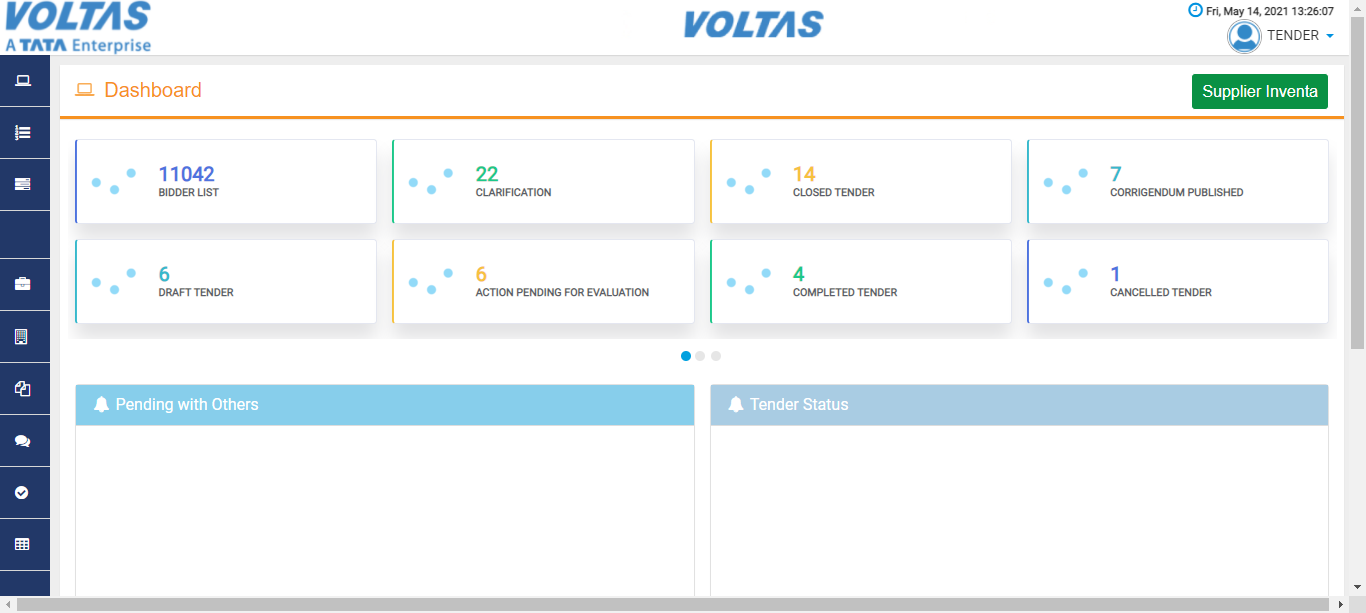 VOLTAS
A TATA Enterprise
VOLTAS
Fri, May 14, 2021 13:26:07
TENDER
Dashboard
Supplier Inventa
11042
BIDDER LIST
22
CLARIFICATION
14
CLOSED TENDER
7
CORRIGENDUM PUBLISHED
6
DRAFT TENDER
6
ACTION PENDING FOR EVALUATION
4
COMPLETED TENDER
1
CANCELLED TENDER
Pending with Others
Tender Status